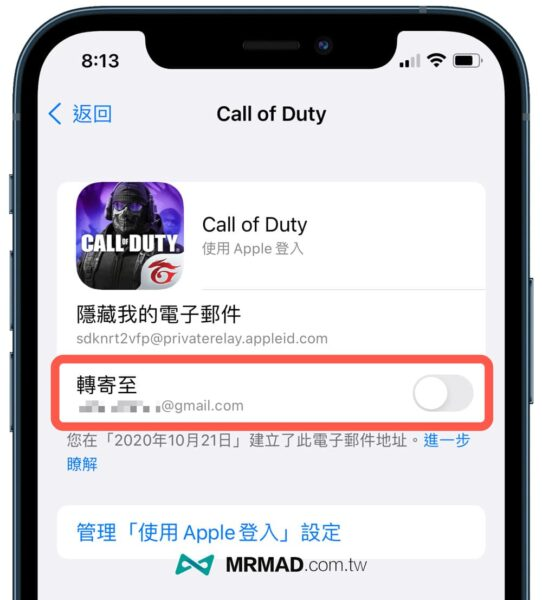 8:13
返回
Call of Duty
CALL OF DUTY
Call of Duty
使用 Apple 登入
隱藏我的電子郵件
sdknrt2vfp@privaterelay.appleid.com
轉寄至
@gmail.com
您在「2020年10月21日」建立了此電子郵件地址。進一步
瞭解
管理「使用 Apple 登入」設定
MRMAD.com.tw